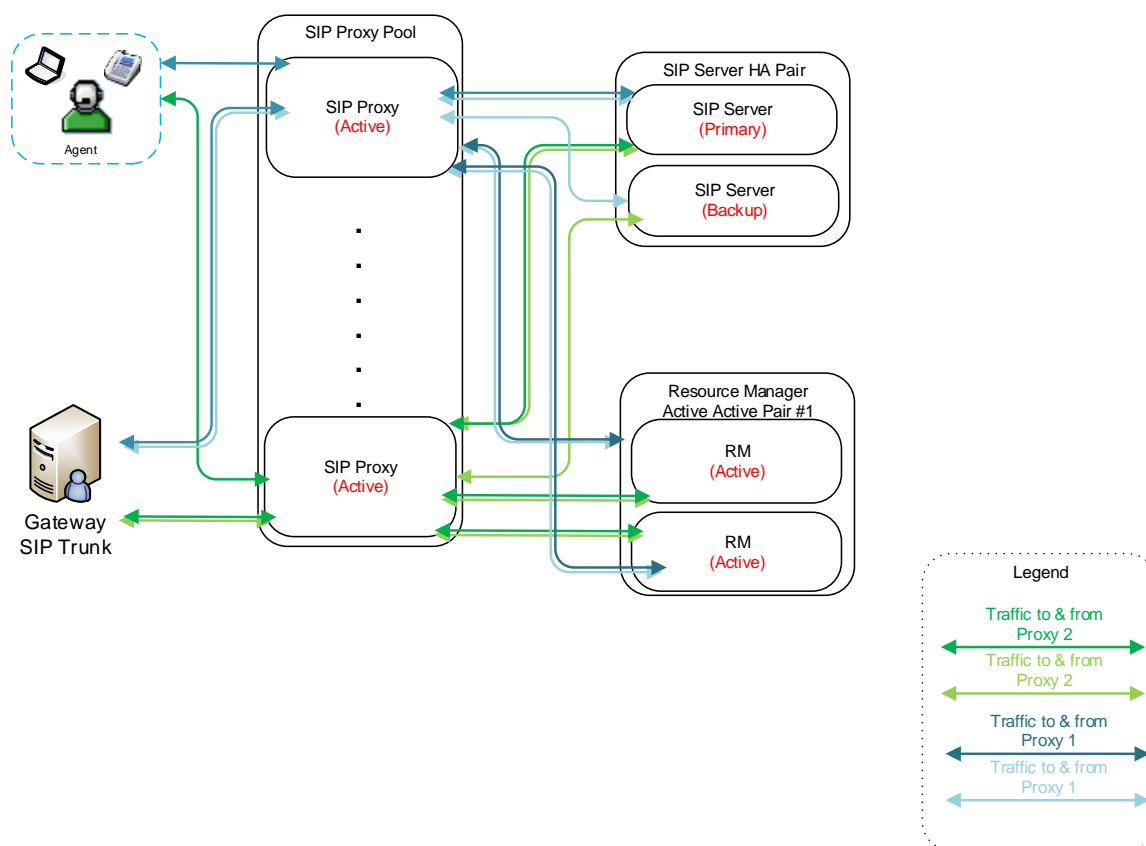 SIP Proxy Pool
Agent
SIP Proxy
(Active)
SIP Server HA Pair
SIP Server
(Primary)
SIP Server
(Backup)
Gateway
SIP Trunk
SIP Proxy
(Active)
Resource Manager
Active Active Pair #1
RM
(Active)
RM
(Active)
Legend
Traffic to & from
Proxy 2
Traffic to & from
Proxy 2
Traffic to & from
Proxy 1
Traffic to & from
Proxy 1